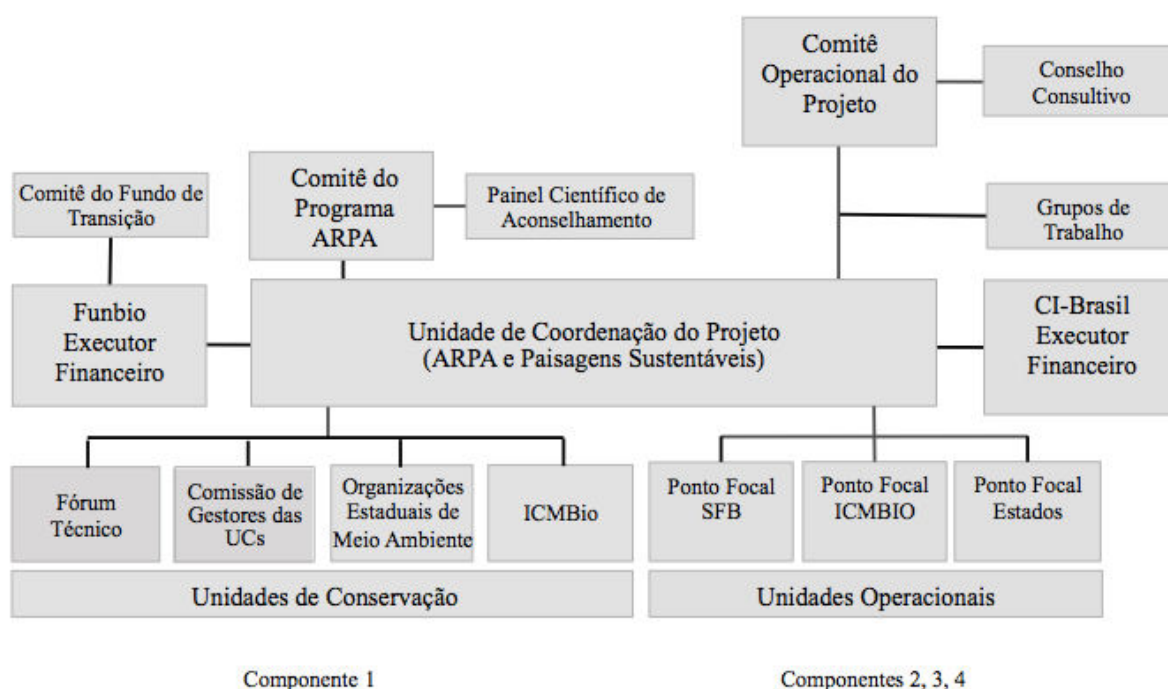 Comitê
Operacional do
Projeto
Conselho
Consultivo
Comitê do Fundo de
Transição
Comitê do
Programa
ARPA
Painel Científico de
Aconselhamento
Grupos de
Trabalho
Funbio
Executor
Financeiro
Unidade de Coordenação do Projeto
(ARPA e Paisagens Sustentáveis)
CI-Brasil
Executor
Financeiro
Fórum
Técnico
Comissão de
Gestores das
UCs
Organizações
Estaduais de
Meio Ambiente
ICMBio
Ponto Focal
SFB
Ponto Focal
ICMBIO
Ponto Focal
Estados
Unidades de Conservação
Unidades Operacionais
Componente 1
Componentes 2, 3, 4